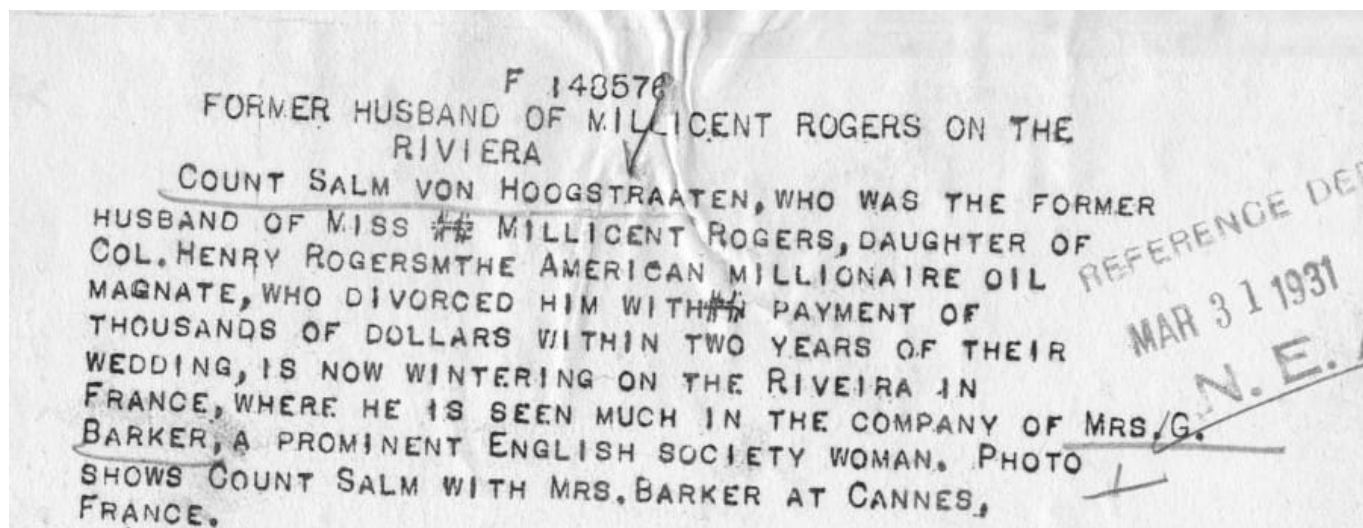 F 148576
FORMER HUSBAND OF MILLICENT ROGERS ON THE
RIVIERA
COUNT SALM VON HOOGSTRAATEN, WHO WAS THE FORMER
HUSBAND OF MISS ## MILLICENT ROGERS, DAUGHTER OF
COL. HENRY ROGERSMTHE AMERICAN MILLIONAIRE OIL
MAGNATE, WHO DIVORCED HIM WITH## PAYMENT OF
THOUSANDS OF DOLLARS WITHIN TWO YEARS OF THEIR
WEDDING, IS NOW WINTERING ON THE RIVEIRA IN
FRANCE, WHERE HE IS SEEN MUCH IN THE COMPANY OF MRS. G.
BARKER, A PROMINENT ENGLISH SOCIETY WOMAN. PHOTO
SHOWS COUNT SALM WITH MRS. BARKER AT CANNES,
FRANCE.
REFERENCE DE
MAR 31 1931
N. E.